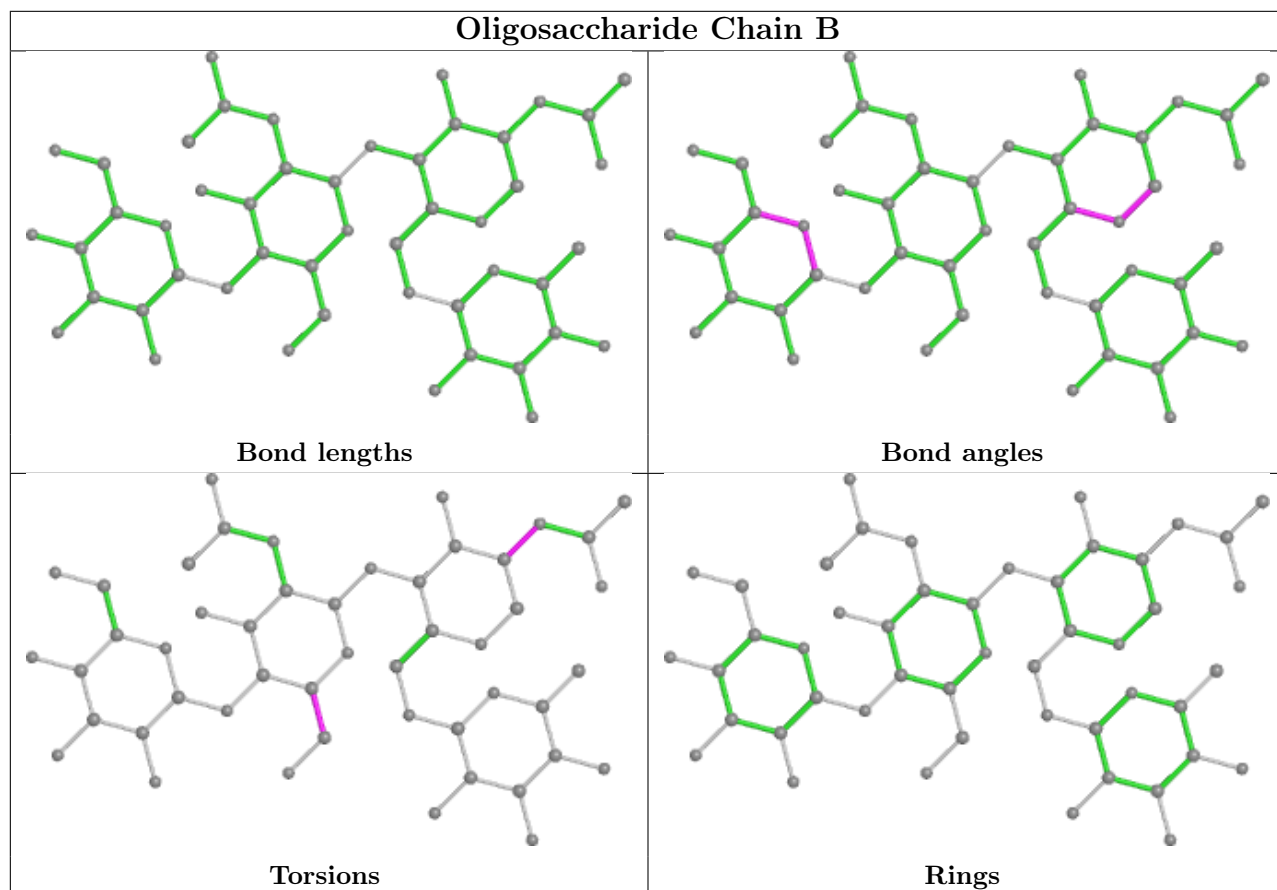 Oligosaccharide Chain B
Bond lengths
Bond angles
Torsions
Rings